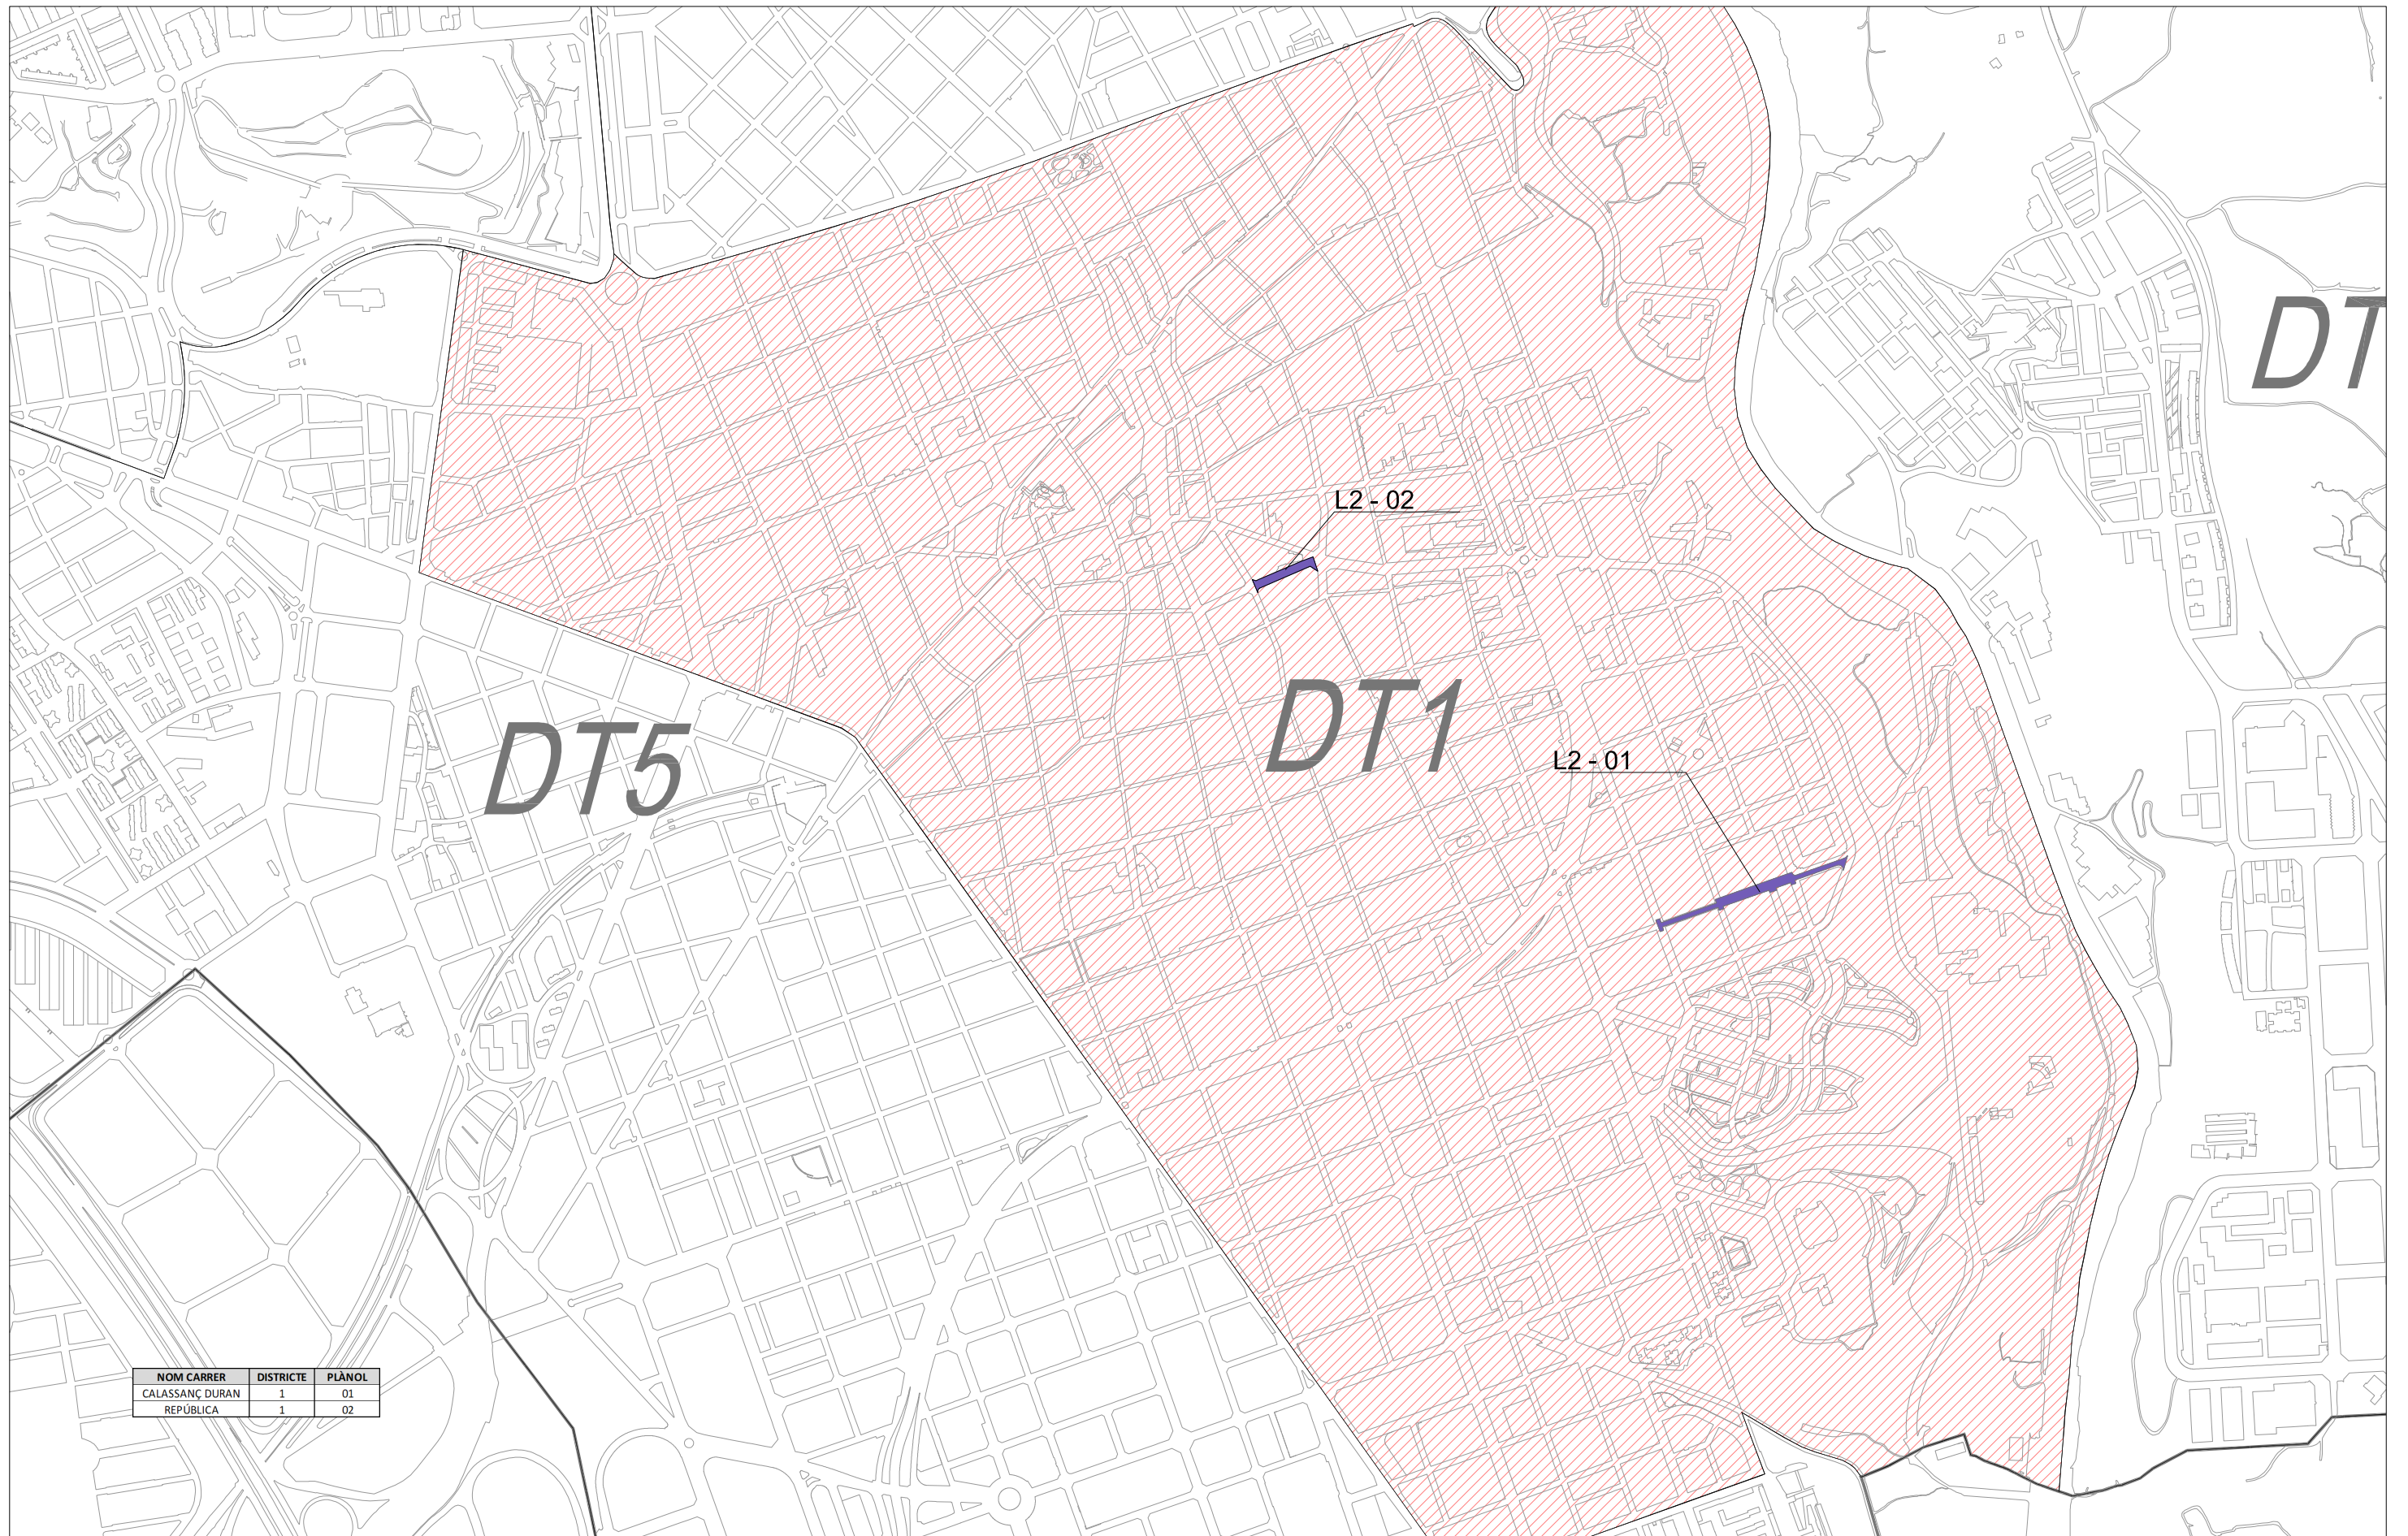 DT
L2 - 02
DT1
DT5
L2 - 01
NOM CARRER DISTRICTE PLÀNOL
CALASSANÇ DURAN 1 01
REPÚBLICA 1 02